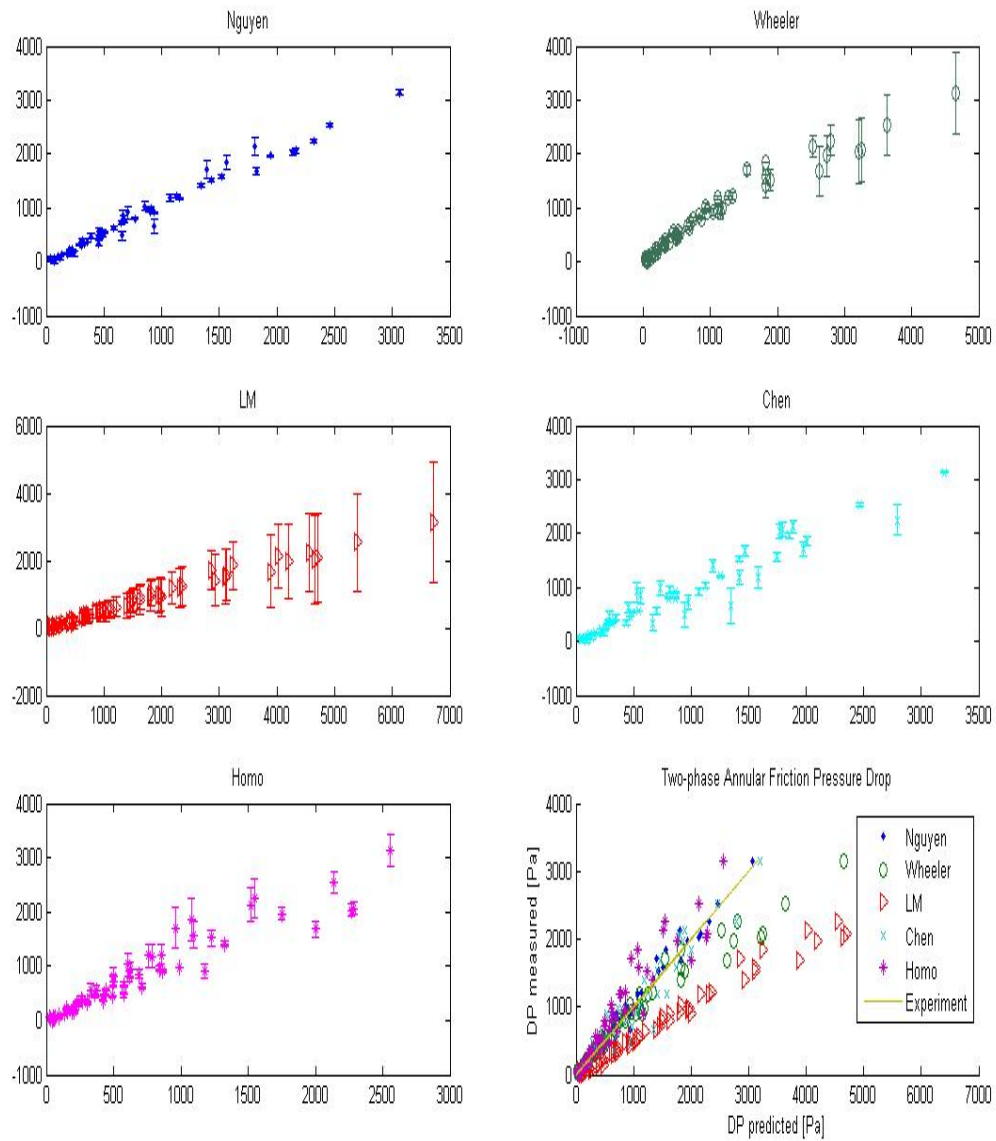 Nguyen
4000
3000
2000
1000
0
-1000
0 500 1000 1500 2000 2500 3000 3500
Wheeler
4000
3000
2000
1000
0
-1000
-1000 0 1000 2000 3000 4000 5000
LM
6000
4000
2000
0
-2000
0 1000 2000 3000 4000 5000 6000 7000
Chen
4000
3000
2000
1000
0
-1000
0 500 1000 1500 2000 2500 3000 3500
Homo
4000
3000
2000
1000
0
-1000
0 500 1000 1500 2000 2500 3000
Two-phase Annular Friction Pressure Drop
DP measured [Pa]
4000
3000
2000
1000
0
0 1000 2000 3000 4000 5000 6000 7000
DP predicted [Pa]
Nguyen
Wheeler
LM
Chen
Homo
Experiment